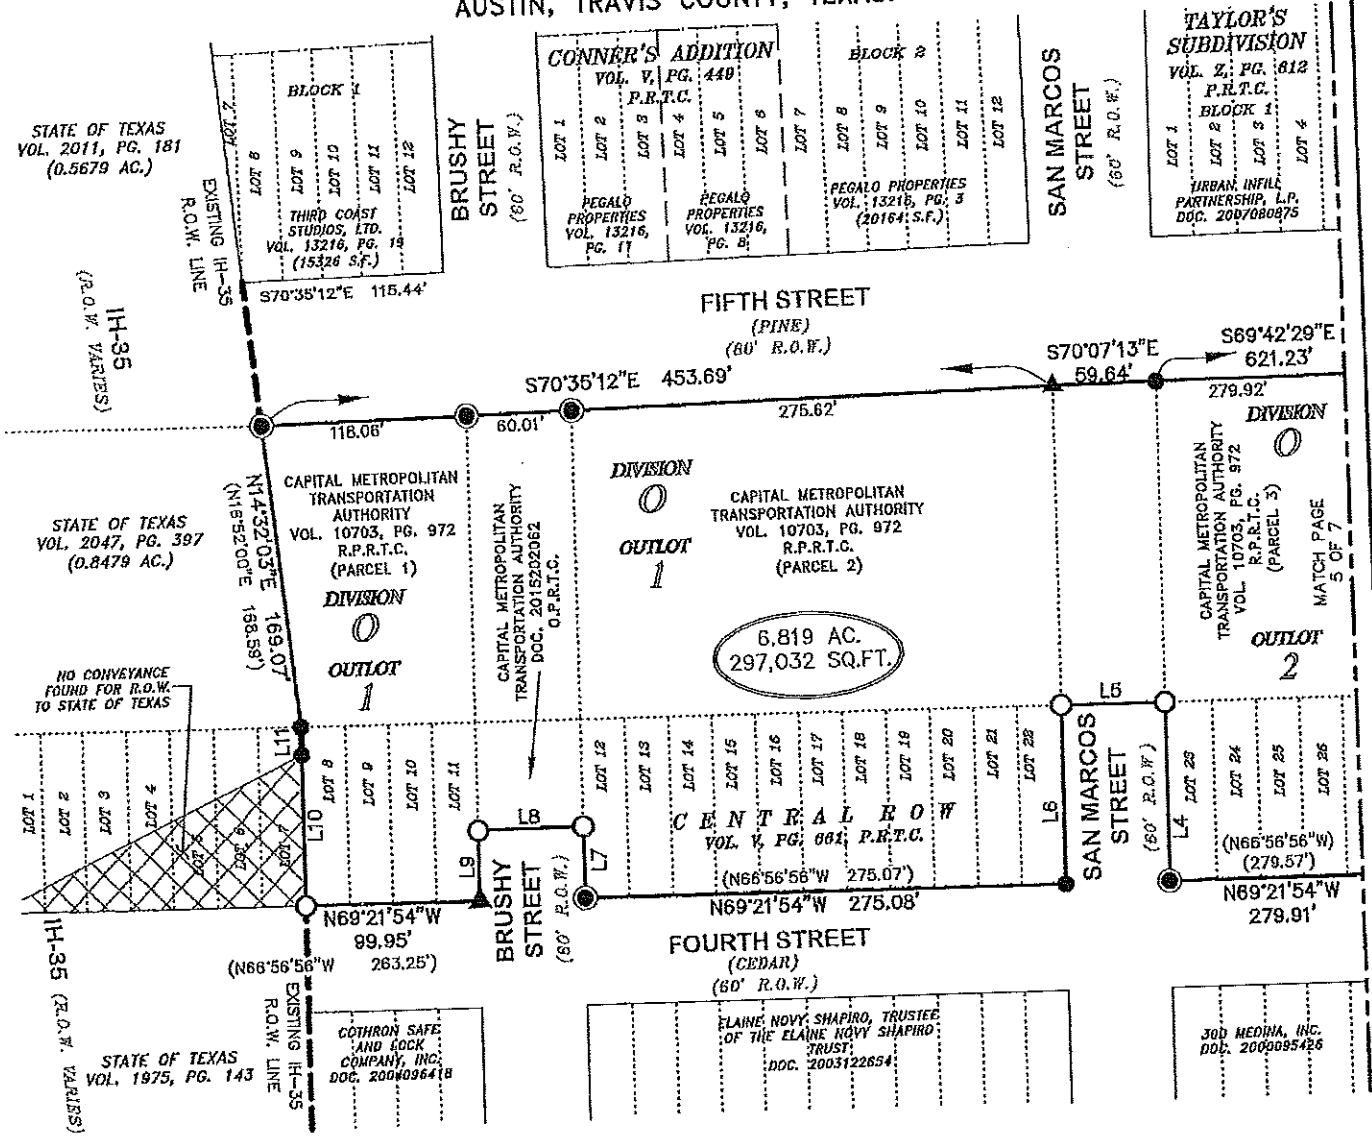 AUSTIN, TRAVIS COUNTY, TEXAS.
STATE OF TEXAS
VOL. 2011, PG. 181
(0.5679 AC.)
EXISTING IH-35
R.O.W. LINE
IH-35
(R.O.W. VARIES)
LOT 7
LOT 8
LOT 9
LOT 10
LOT 11
LOT 12
BLOCK 1
THIRD COAST
STUDIOS, LTD.
VOL. 13216, PG. 19
(15326 S.F.)
S70°35'12"E 115.44'
BRUSHY
STREET
(60' R.O.W.)
CONNER'S ADDITION
VOL. V, PG. 449
P.R.T.C.
LOT 1
LOT 2
LOT 3
LOT 4
LOT 5
LOT 6
LOT 7
LOT 8
LOT 9
LOT 10
LOT 11
LOT 12
BLOCK 2
PEGALO
PROPERTIES
VOL. 13216,
PG. 11
PEGALO
PROPERTIES
VOL. 13216,
PG. 8
PEGALO PROPERTIES
VOL. 13216, PG. 3
(20164 S.F.)
SAN MARCOS
STREET
(60' R.O.W.)
TAYLOR'S
SUBDIVISION
VOL. Z, PG. 612
P.R.T.C.
BLOCK 1
LOT 1
LOT 2
LOT 3
LOT 4
URBAN INFILL
PARTNERSHIP, L.P.
DOC. 2007080875
FIFTH STREET
(PINE)
(80' R.O.W.)
S70°35'12"E 453.69'
118.06'
60.01'
275.62'
S70°07'13"E
59.64'
S69°42'29"E
621.23'
279.92'
STATE OF TEXAS
VOL. 2047, PG. 397
(0.8479 AC.)
N14°32'03"E 169.07'
(N16°52'00"E 168.59')
CAPITAL METROPOLITAN
TRANSPORTATION
AUTHORITY
VOL. 10703, PG. 972
R.P.R.T.C.
(PARCEL 1)
DIVISION
O
OUTLOT
1
CAPITAL METROPOLITAN
TRANSPORTATION AUTHORITY
DOC. 2015202062
O.P.R.T.C.
DIVISION
O
OUTLOT
1
CAPITAL METROPOLITAN
TRANSPORTATION AUTHORITY
VOL. 10703, PG. 972
R.P.R.T.C.
(PARCEL 2)
6,819 AC.
297,032 SQ.FT.
DIVISION
O
CAPITAL METROPOLITAN
TRANSPORTATION AUTHORITY
VOL. 10703, PG. 972
R.P.R.T.C.
(PARCEL 3)
MATCH PAGE
5 OF 7
OUTLOT
2
NO CONVEYANCE
FOUND FOR R.O.W.
TO STATE OF TEXAS
LOT 1
LOT 2
LOT 3
LOT 4
LOT 5
LOT 6
LOT 7
L11
L10
LOT 8
LOT 9
LOT 10
LOT 11
L9
L8
L7
LOT 12
LOT 13
LOT 14
LOT 15
LOT 16
LOT 17
LOT 18
LOT 19
LOT 20
LOT 21
LOT 22
CENTRAL ROW
VOL. V, PG. 661, P.R.T.C.
L6
L5
SAN MARCOS
STREET
(60' R.O.W.)
L4
LOT 23
LOT 24
LOT 25
LOT 26
(N66°56'56"W)
(279.57')
N69°21'54"W
279.91'
(N66°56'56"W 275.07')
N69°21'54"W 275.08'
BRUSHY
STREET
(60' R.O.W.)
N69°21'54"W
99.95'
(N66°56'56"W 263.25')
FOURTH STREET
(CEDAR)
(60' R.O.W.)
IH-35 (R.O.W. VARIES)
STATE OF TEXAS
VOL. 1975, PG. 143
EXISTING IH-35
R.O.W. LINE
COTHRON SAFE
AND LOCK
COMPANY, INC.
DOC. 2004096418
ELAINE NOVY SHAPIRO, TRUSTEE
OF THE ELAINE NOVY SHAPIRO
TRUST
DOC. 2003122654
300 MEDINA, INC.
DOC. 2000095426